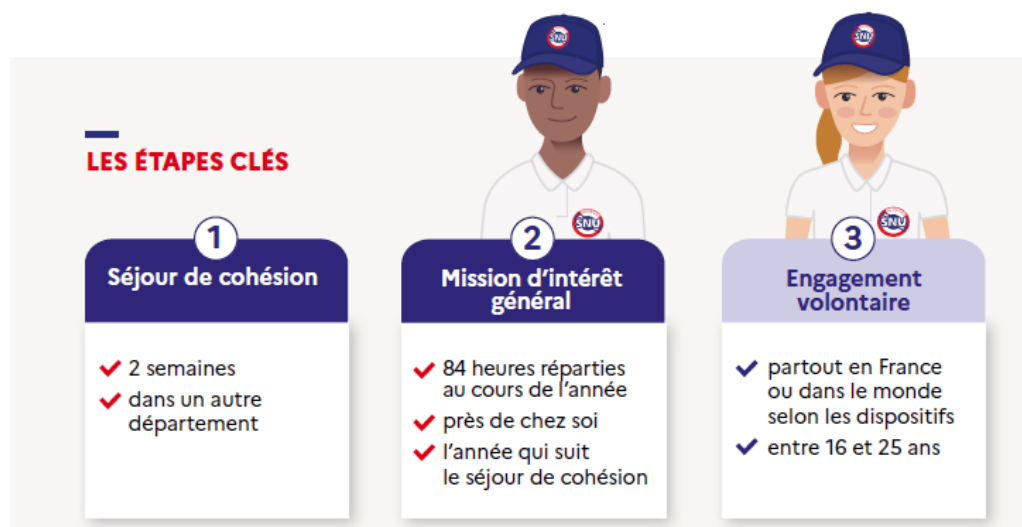 SNU
SNU
LES ÉTAPES CLÉS
SNU
SNU
1
Séjour de cohésion
2 semaines
dans un autre
département
2
Mission d'intérêt
général
84 heures réparties
au cours de l'année
près de chez soi
l'année qui suit
le séjour de cohésion
3
Engagement
volontaire
partout en France
ou dans le monde
selon les dispositifs
entre 16 et 25 ans